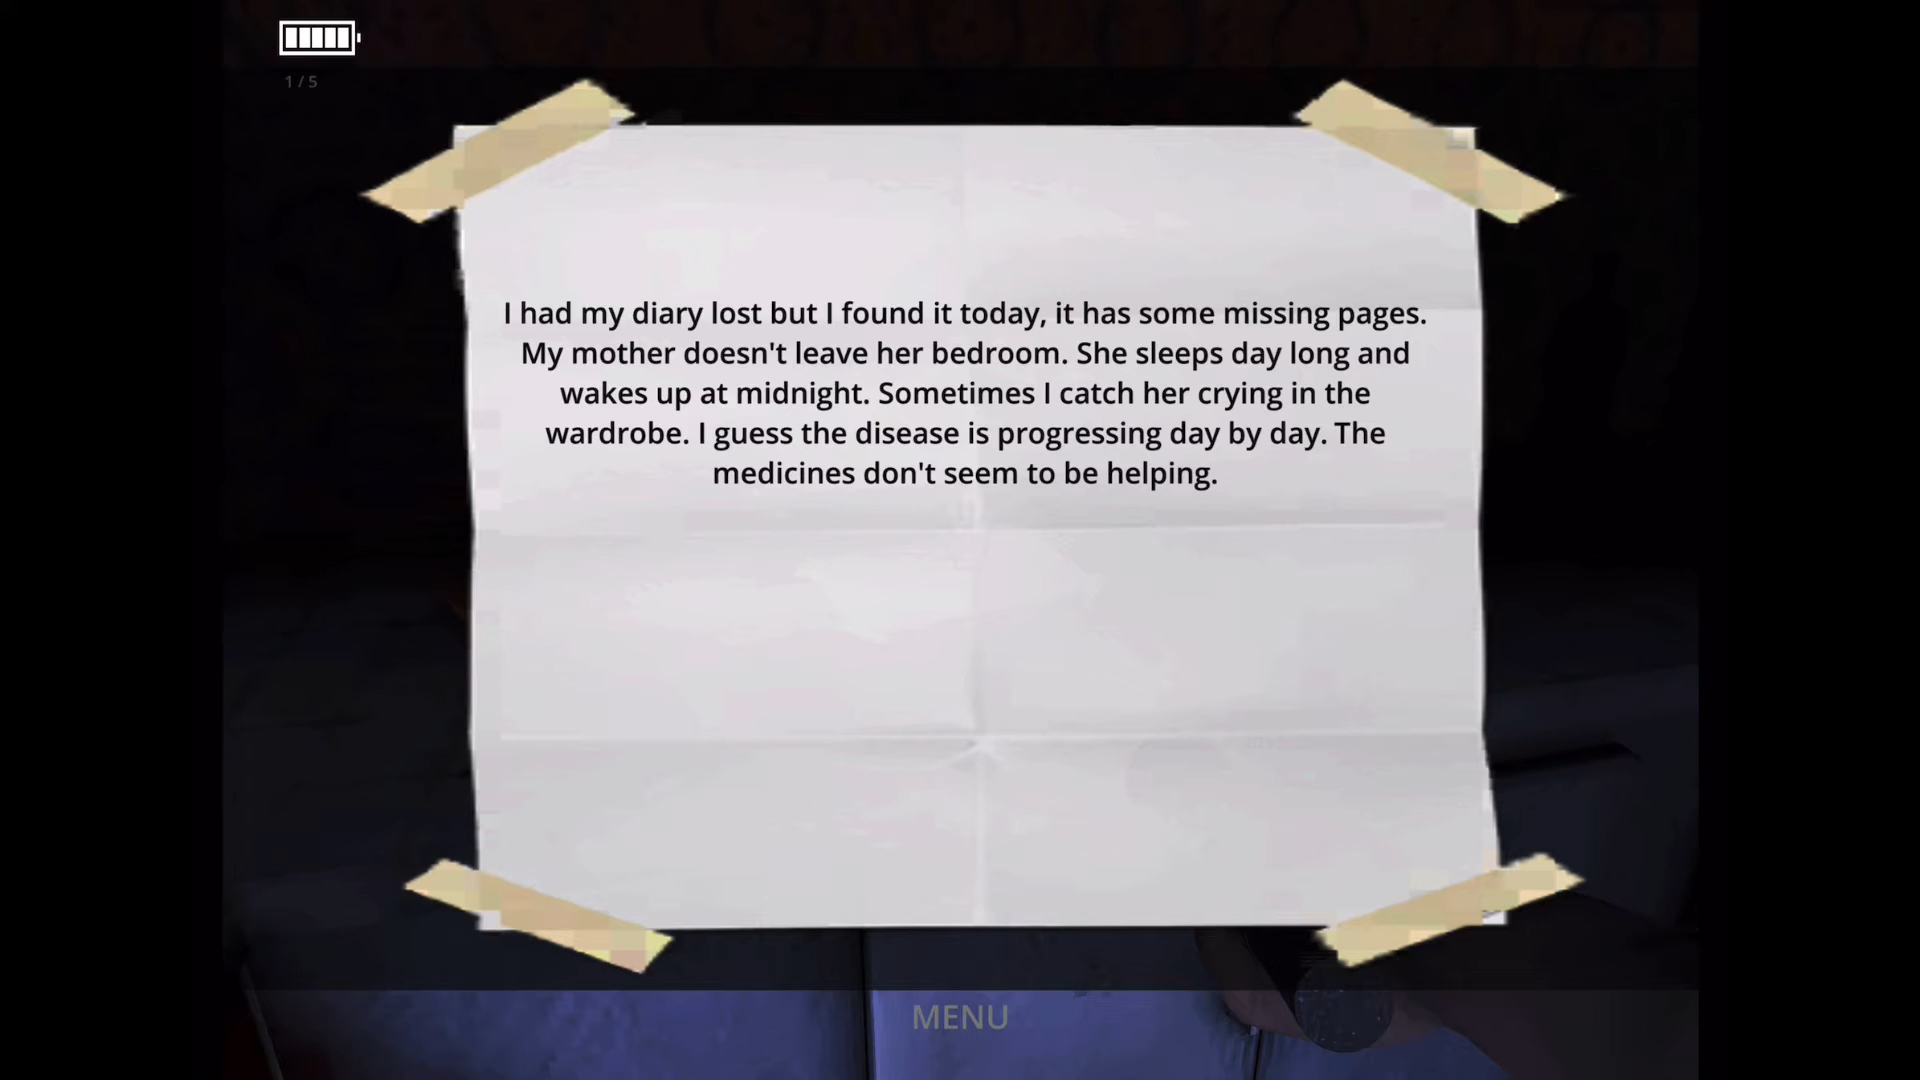 1 / 5
I had my diary lost but I found it today, it has some missing pages.
My mother doesn't leave her bedroom. She sleeps day long and
wakes up at midnight. Sometimes I catch her crying in the
wardrobe. I guess the disease is progressing day by day. The
medicines don't seem to be helping.
MENU